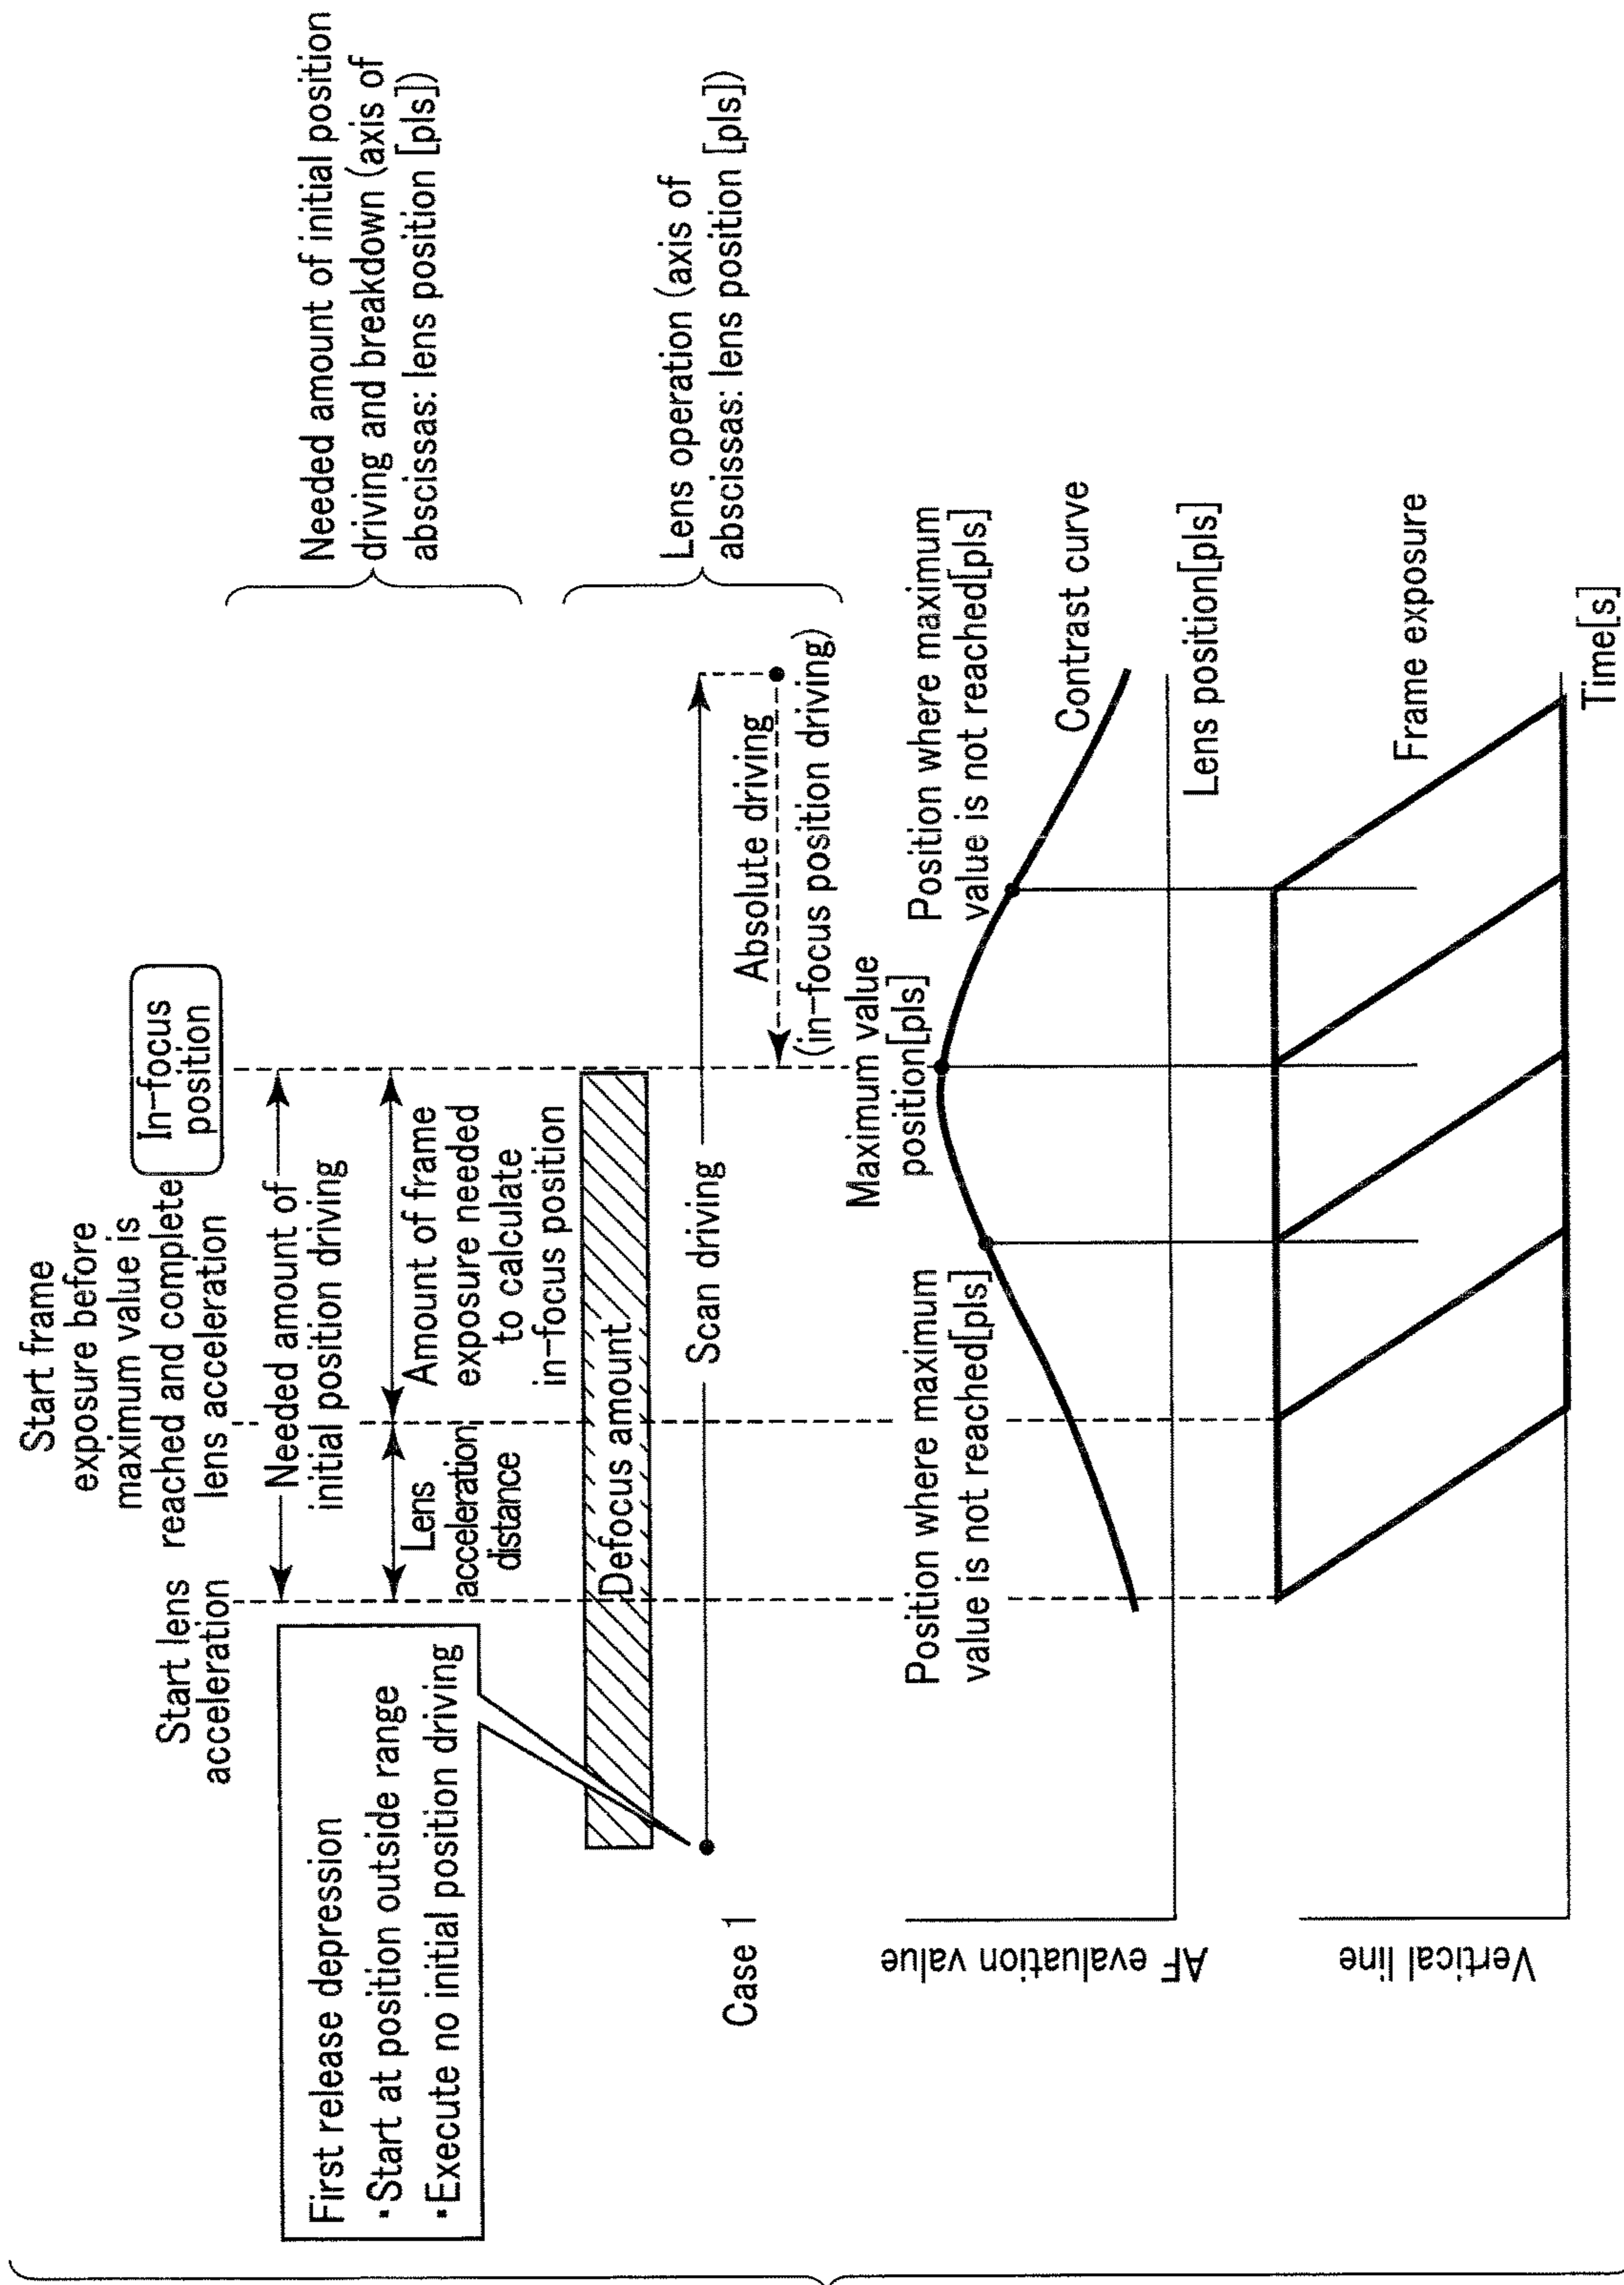 Start frame
exposure before
maximum value is
reached and complete
lens acceleration
Start lens
acceleration
In-focus
position
Needed amount of
initial position driving
Lens
acceleration
distance
Amount of frame
exposure needed
to calculate
in-focus position
Needed amount of initial position
driving and breakdown (axis of
abscissas: lens position [pls])
First release depression
・Start at position outside range
・Execute no initial position driving
Defocus amount
Case 1
Scan driving
Absolute driving
(in-focus position driving)
Lens operation (axis of
abscissas: lens position [pls])
AF evaluation value
Position where maximum
value is not reached[pls]
Maximum value
position[pls]
Position where maximum
value is not reached[pls]
Contrast curve
Lens position[pls]
Vertical line
Frame exposure
Time[s]